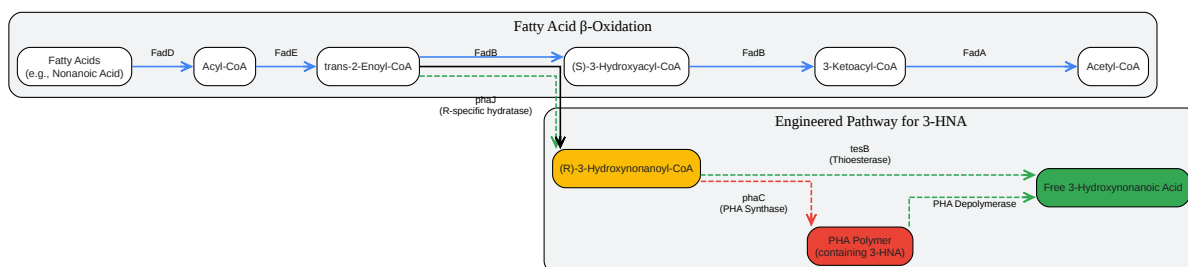 Fatty Acid β-Oxidation
Fatty Acids
(e.g., Nonanoic Acid)
FadD
Acyl-CoA
FadE
trans-2-Enoyl-CoA
FadB
(S)-3-Hydroxyacyl-CoA
FadB
3-Ketoacyl-CoA
FadA
Acetyl-CoA
phaJ
(R-specific hydratase)
Engineered Pathway for 3-HNA
(R)-3-Hydroxynonanoyl-CoA
tesB
(Thioesterase)
phaC
(PHA Synthase)
PHA Polymer
(containing 3-HNA)
PHA Depolymerase
Free 3-Hydroxynonanoic Acid